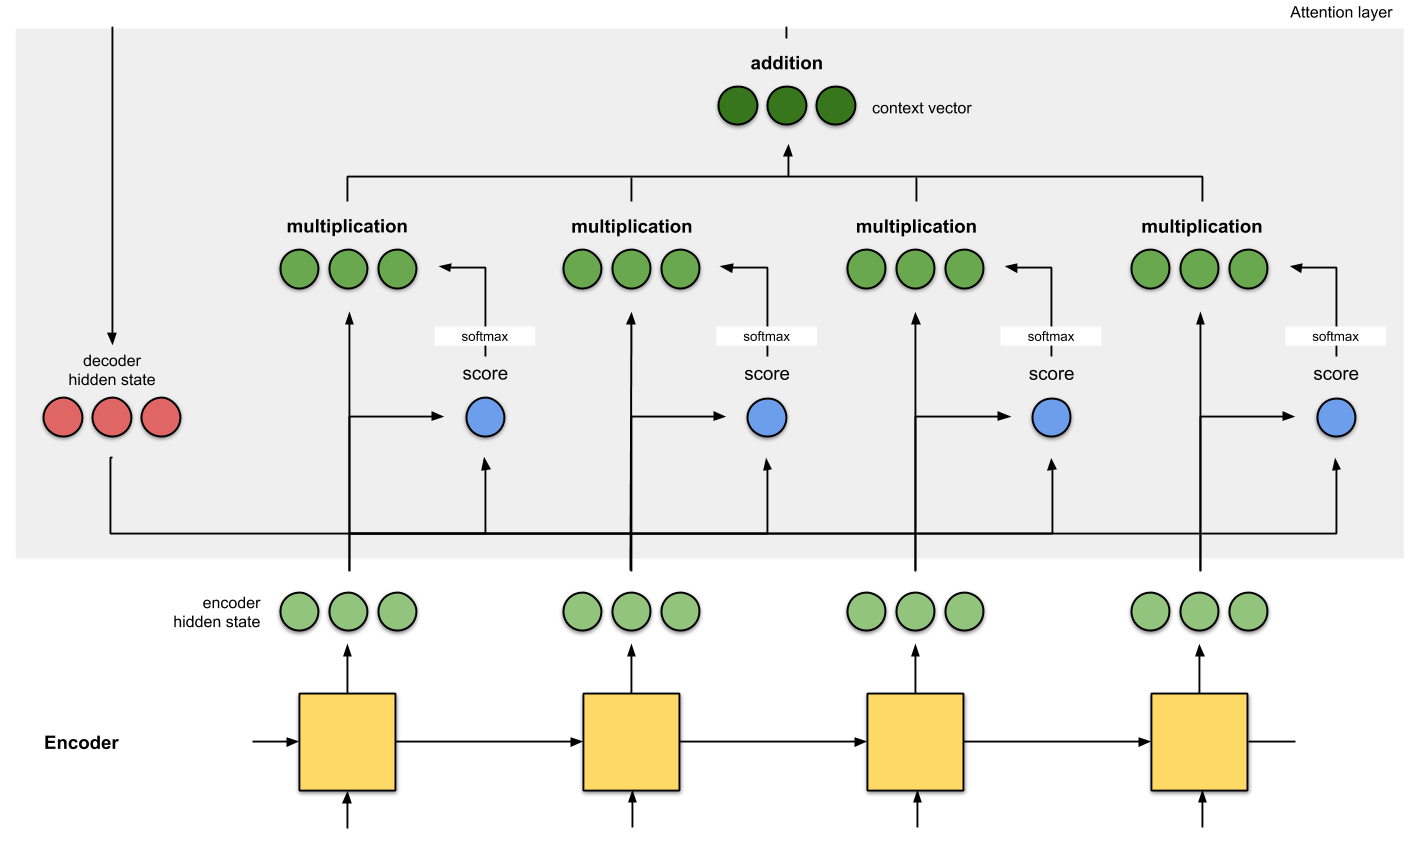 Attention layer
addition
context vector
multiplication
multiplication
multiplication
multiplication
softmax
softmax
softmax
softmax
decoder
hidden state
score
score
score
score
encoder
hidden state
Encoder